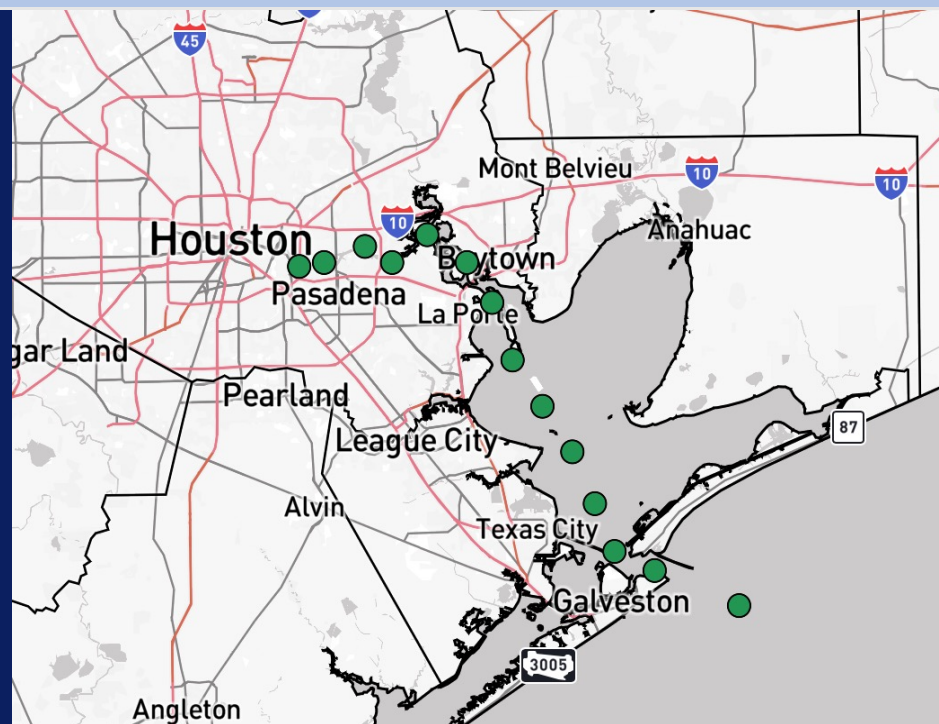 45
Mont Belvieu
10
10
10
Anahuac
Houston
Baytown
Pasadena
La Porte
gar Land
Pearland
87
League City
Alvin
Texas City
Galveston
3005
Angleton